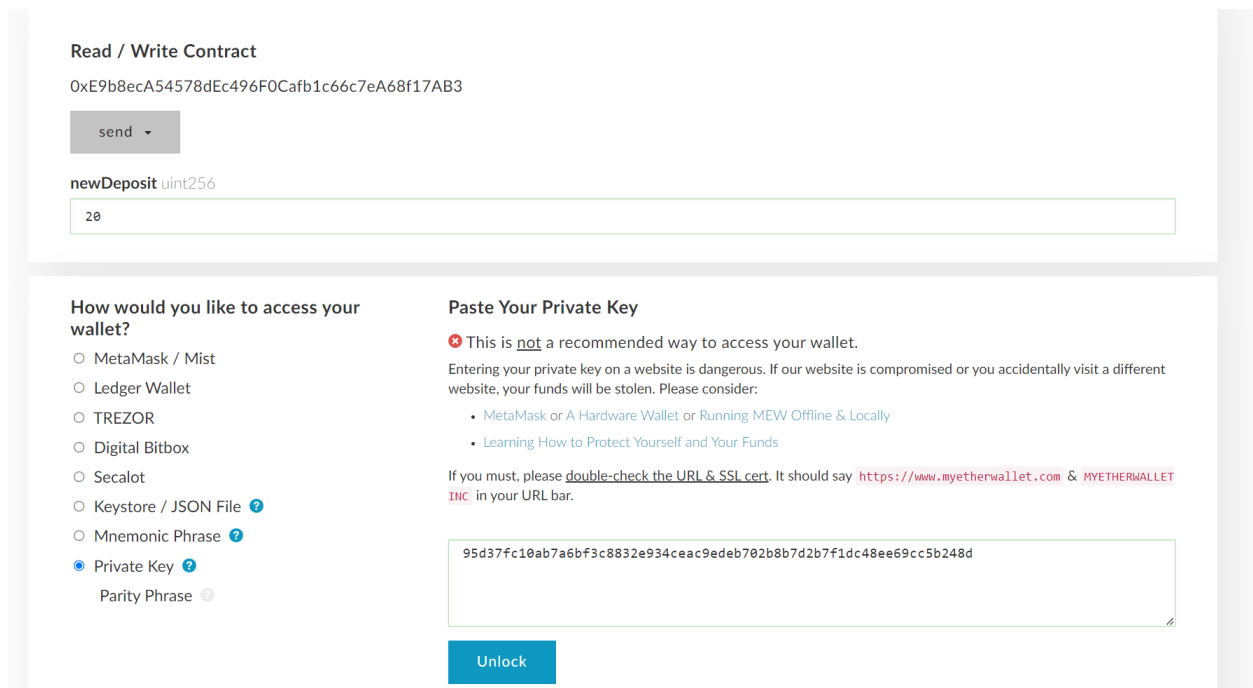 Read / Write Contract
0xE9b8ecA54578dEc496F0Cafb1c66c7eA68f17AB3
send
newDeposit uint256
20
How would you like to access your
wallet?
MetaMask / Mist
Ledger Wallet
TREZOR
Digital Bitbox
Secalot
Keystore / JSON File ?
Mnemonic Phrase ?
Private Key ?
Parity Phrase ?
Paste Your Private Key
This is not a recommended way to access your wallet.
Entering your private key on a website is dangerous. If our website is compromised or you accidentally visit a different
website, your funds will be stolen. Please consider:
• MetaMask or A Hardware Wallet or Running MEW Offline & Locally
• Learning How to Protect Yourself and Your Funds
If you must, please double-check the URL & SSL cert. It should say https://www.myetherwallet.com & MYETHERWALLET
INC in your URL bar.
95d37fc10ab7a6bf3c8832e934ceac9edeb702b8b7d2b7f1dc48ee69cc5b248d
Unlock